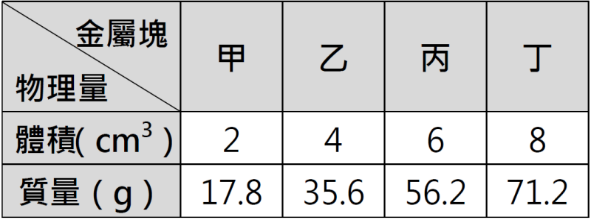 金屬塊 甲 乙 丙 丁
物理量
體積( cm³ ) 2 4 6 8
質量 ( g ) 17.8 35.6 56.2 71.2